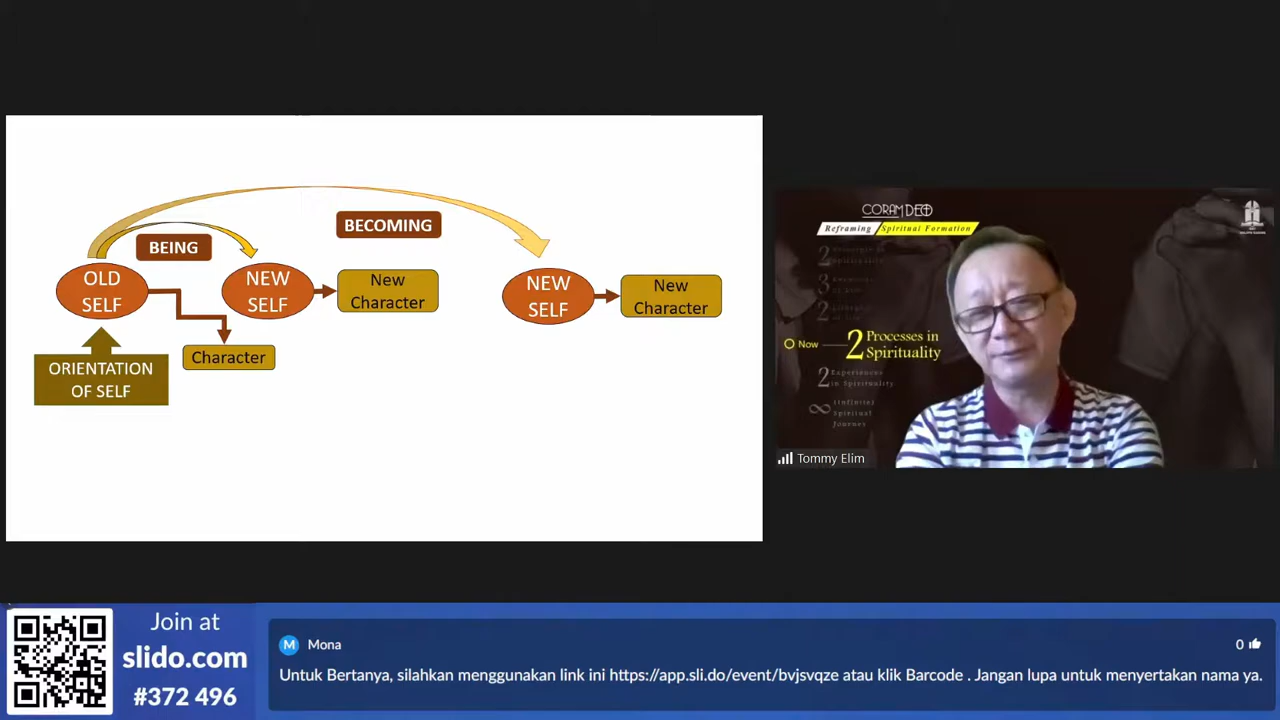 BECOMING
BEING
OLD
SELF
NEW
SELF
New
Character
NEW
SELF
New
Character
Character
ORIENTATION
OF SELF
CORAM DEO
Reframing Spiritual Formation
2
3
2
Now
2 Processes in
Spirituality
2 Experiences
in Spirituality
∞
Spiritual
Tommy Elim
Join at
slido.com
#372 496
M Mona
0
Untuk Bertanya, silahkan menggunakan link ini https://app.sli.do/event/bvjsvqze atau klik Barcode . Jangan lupa untuk menyertakan nama ya.